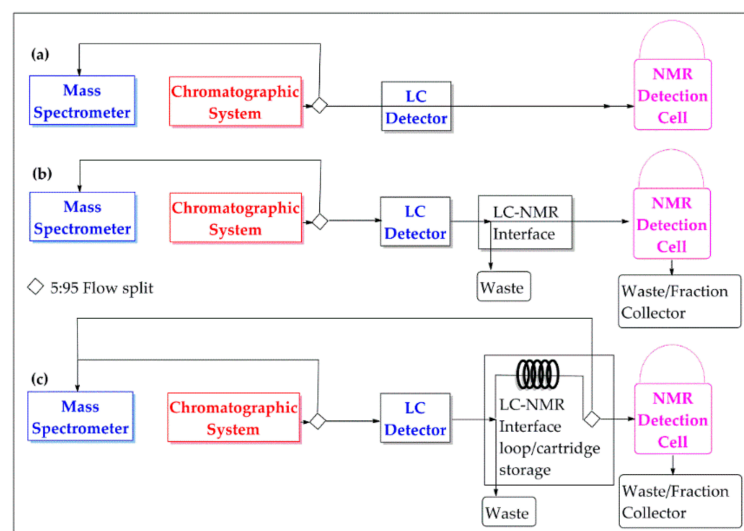 (a)
Mass
Spectrometer
Chromatographic
System
LC
Detector
NMR
Detection
Cell
(b)
Mass
Spectrometer
Chromatographic
System
LC
Detector
LC-NMR
Interface
NMR
Detection
Cell
Waste
Waste/Fraction
Collector
5:95 Flow split
(c)
Mass
Spectrometer
Chromatographic
System
LC
Detector
LC-NMR
Interface
loop/cartridge
storage
NMR
Detection
Cell
Waste
Waste/Fraction
Collector